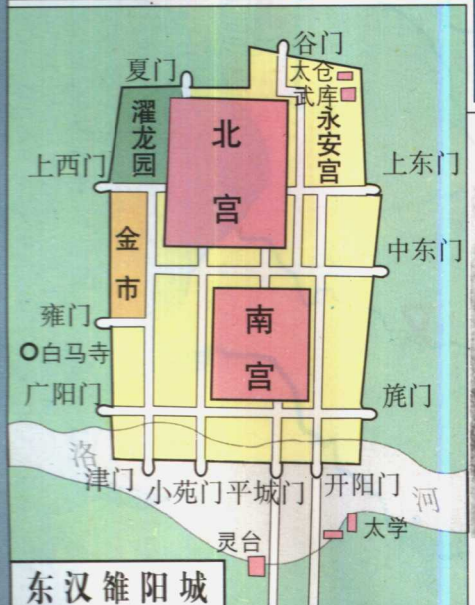 谷门
夏门
太仓
武库
濯龙园
北宫
永安宫
上西门
上东门
金市
中东门
雍门
南宫
白马寺
广阳门
旄门
洛河
津门
小苑门
平城门
开阳门
太学
灵台
东汉雒阳城